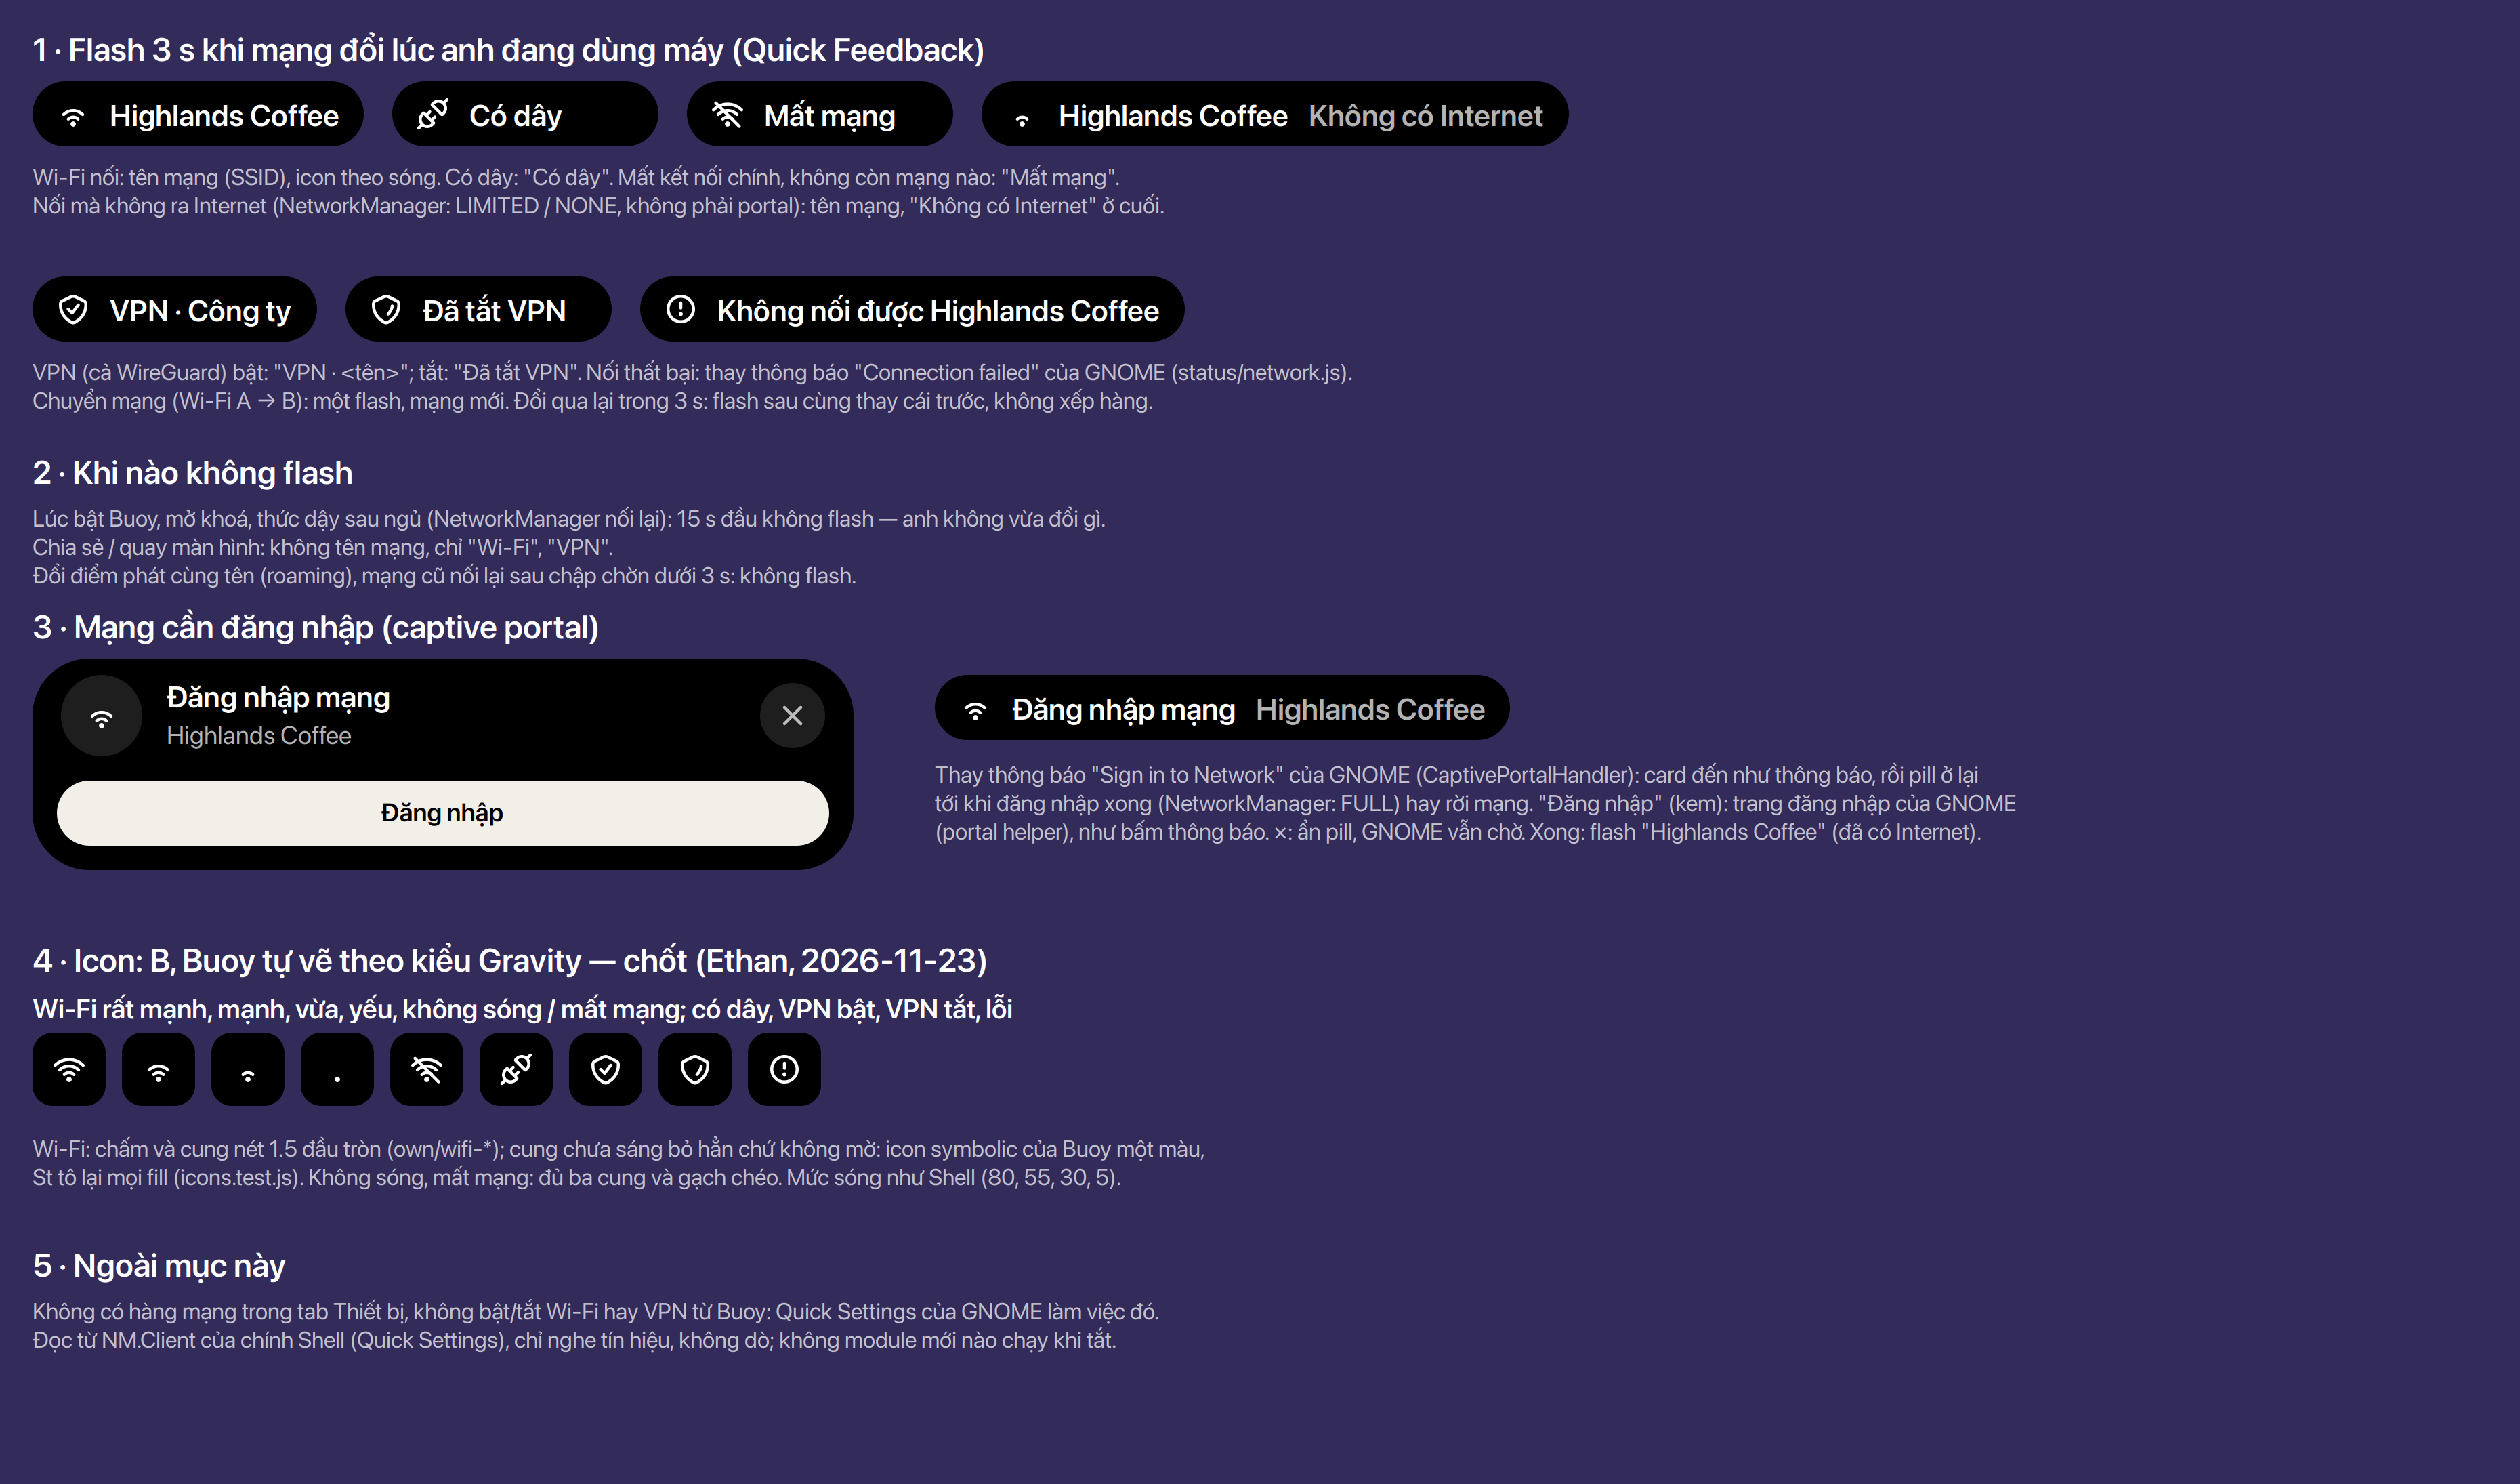 1 · Flash 3 s khi mạng đổi lúc anh đang dùng máy (Quick Feedback)
Highlands Coffee
Có dây
Mất mạng
Highlands Coffee Không có Internet
Wi-Fi nối: tên mạng (SSID), icon theo sóng. Có dây: "Có dây". Mất kết nối chính, không còn mạng nào: "Mất mạng".
Nối mà không ra Internet (NetworkManager: LIMITED / NONE, không phải portal): tên mạng, "Không có Internet" ở cuối.
VPN · Công ty
Đã tắt VPN
Không nối được Highlands Coffee
VPN (cả WireGuard) bật: "VPN · <tên>"; tắt: "Đã tắt VPN". Nối thất bại: thay thông báo "Connection failed" của GNOME (status/network.js).
Chuyển mạng (Wi-Fi A → B): một flash, mạng mới. Đổi qua lại trong 3 s: flash sau cùng thay cái trước, không xếp hàng.
2 · Khi nào không flash
Lúc bật Buoy, mở khoá, thức dậy sau ngủ (NetworkManager nối lại): 15 s đầu không flash — anh không vừa đổi gì.
Chia sẻ / quay màn hình: không tên mạng, chỉ "Wi-Fi", "VPN".
Đổi điểm phát cùng tên (roaming), mạng cũ nối lại sau chập chờn dưới 3 s: không flash.
3 · Mạng cần đăng nhập (captive portal)
Đăng nhập mạng
Highlands Coffee
Đăng nhập
Đăng nhập mạng Highlands Coffee
Thay thông báo "Sign in to Network" của GNOME (CaptivePortalHandler): card đến như thông báo, rồi pill ở lại
tới khi đăng nhập xong (NetworkManager: FULL) hay rời mạng. "Đăng nhập" (kem): trang đăng nhập của GNOME
(portal helper), như bấm thông báo. ×: ẩn pill, GNOME vẫn chờ. Xong: flash "Highlands Coffee" (đã có Internet).
4 · Icon: B, Buoy tự vẽ theo kiểu Gravity — chốt (Ethan, 2026-11-23)
Wi-Fi rất mạnh, mạnh, vừa, yếu, không sóng / mất mạng; có dây, VPN bật, VPN tắt, lỗi
Wi-Fi: chấm và cung nét 1.5 đầu tròn (own/wifi-*); cung chưa sáng bỏ hẳn chứ không mờ: icon symbolic của Buoy một màu,
St tô lại mọi fill (icons.test.js). Không sóng, mất mạng: đủ ba cung và gạch chéo. Mức sóng như Shell (80, 55, 30, 5).
5 · Ngoài mục này
Không có hàng mạng trong tab Thiết bị, không bật/tắt Wi-Fi hay VPN từ Buoy: Quick Settings của GNOME làm việc đó.
Đọc từ NM.Client của chính Shell (Quick Settings), chỉ nghe tín hiệu, không dò; không module mới nào chạy khi tắt.